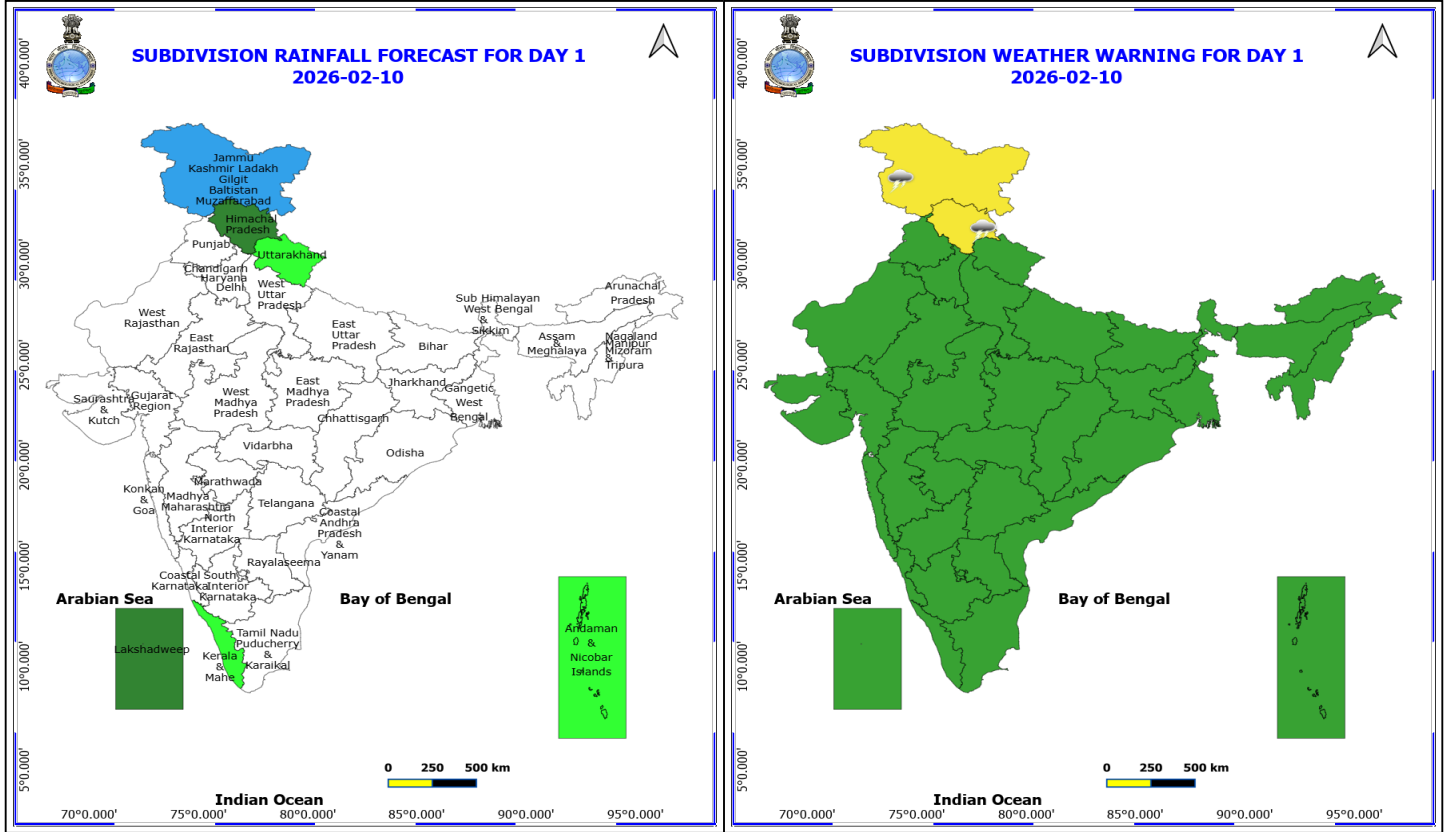 SUBDIVISION RAINFALL FORECAST FOR DAY 1
2026-02-10
40°0.000'
35°0.000'
30°0.000'
25°0.000'
20°0.000'
15°0.000'
10°0.000'
5°0.000'
Jammu
Kashmir Ladakh
Gilgit
Baltistan
Muzaffarabad
Himachal
Pradesh
Punjab
Uttarakhand
Chandigarh
Haryana
Delhi
West
Uttar
Pradesh
West
Rajasthan
East
Rajasthan
East
Uttar
Pradesh
Bihar
Sub Himalayan
West Bengal
&
Sikkim
Arunachal
Pradesh
Assam
&
Meghalaya
Nagaland
Manipur
Mizoram
&
Tripura
Saurashtra
&
Kutch
Gujarat
Region
West
Madhya
Pradesh
East
Madhya
Pradesh
Jharkhand
Gangetic
West
Bengal
Chhattisgarh
Vidarbha
Odisha
Konkan
&
Goa
Madhya
Maharashtra
Marathwada
Telangana
North
Interior
Karnataka
Coastal
Andhra
Pradesh
&
Yanam
Rayalaseema
Coastal
Karnataka
South
Interior
Karnataka
Tamil Nadu
Puducherry
&
Karaikal
Kerala
&
Mahe
Arabian Sea
Lakshadweep
Bay of Bengal
Andaman
&
Nicobar
Islands
0 250 500 km
Indian Ocean
70°0.000' 75°0.000' 80°0.000' 85°0.000' 90°0.000' 95°0.000'
SUBDIVISION WEATHER WARNING FOR DAY 1
2026-02-10
40°0.000'
35°0.000'
30°0.000'
25°0.000'
20°0.000'
15°0.000'
10°0.000'
5°0.000'
Arabian Sea
Bay of Bengal
0 250 500 km
Indian Ocean
70°0.000' 75°0.000' 80°0.000' 85°0.000' 90°0.000' 95°0.000'